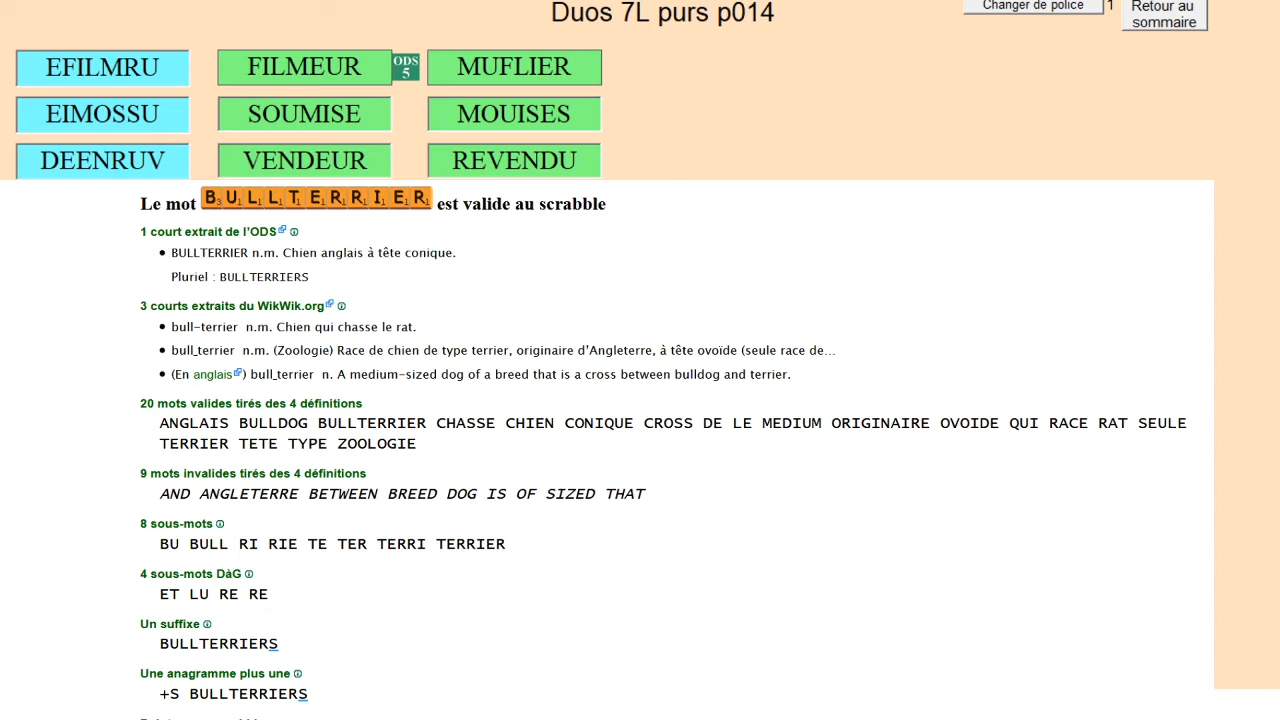 Duos 7L purs p014
Changer de police 1 Retour au sommaire
EFILMRU FILMEUR ODS 5 MUFLIER
EIMOSSU SOUMISE MOUISES
DEENRUV VENDEUR REVENDU
Le mot B3U1L1L1T1E1R1R1I1E1R1 est valide au scrabble
1 court extrait de l'ODS
• BULLTERRIER n.m. Chien anglais à tête conique.
Pluriel : BULLTERRIERS
3 courts extraits du WikWik.org
• bull-terrier n.m. Chien qui chasse le rat.
• bull_terrier n.m. (Zoologie) Race de chien de type terrier, originaire d'Angleterre, à tête ovoïde (seule race de…
• (En anglais) bull_terrier n. A medium-sized dog of a breed that is a cross between bulldog and terrier.
20 mots valides tirés des 4 définitions
ANGLAIS BULLDOG BULLTERRIER CHASSE CHIEN CONIQUE CROSS DE LE MEDIUM ORIGINAIRE OVOIDE QUI RACE RAT SEULE
TERRIER TETE TYPE ZOOLOGIE
9 mots invalides tirés des 4 définitions
AND ANGLETERRE BETWEEN BREED DOG IS OF SIZED THAT
8 sous-mots
BU BULL RI RIE TE TER TERRI TERRIER
4 sous-mots DàG
ET LU RE RE
Un suffixe
BULLTERRIERS
Une anagramme plus une
+S BULLTERRIERS